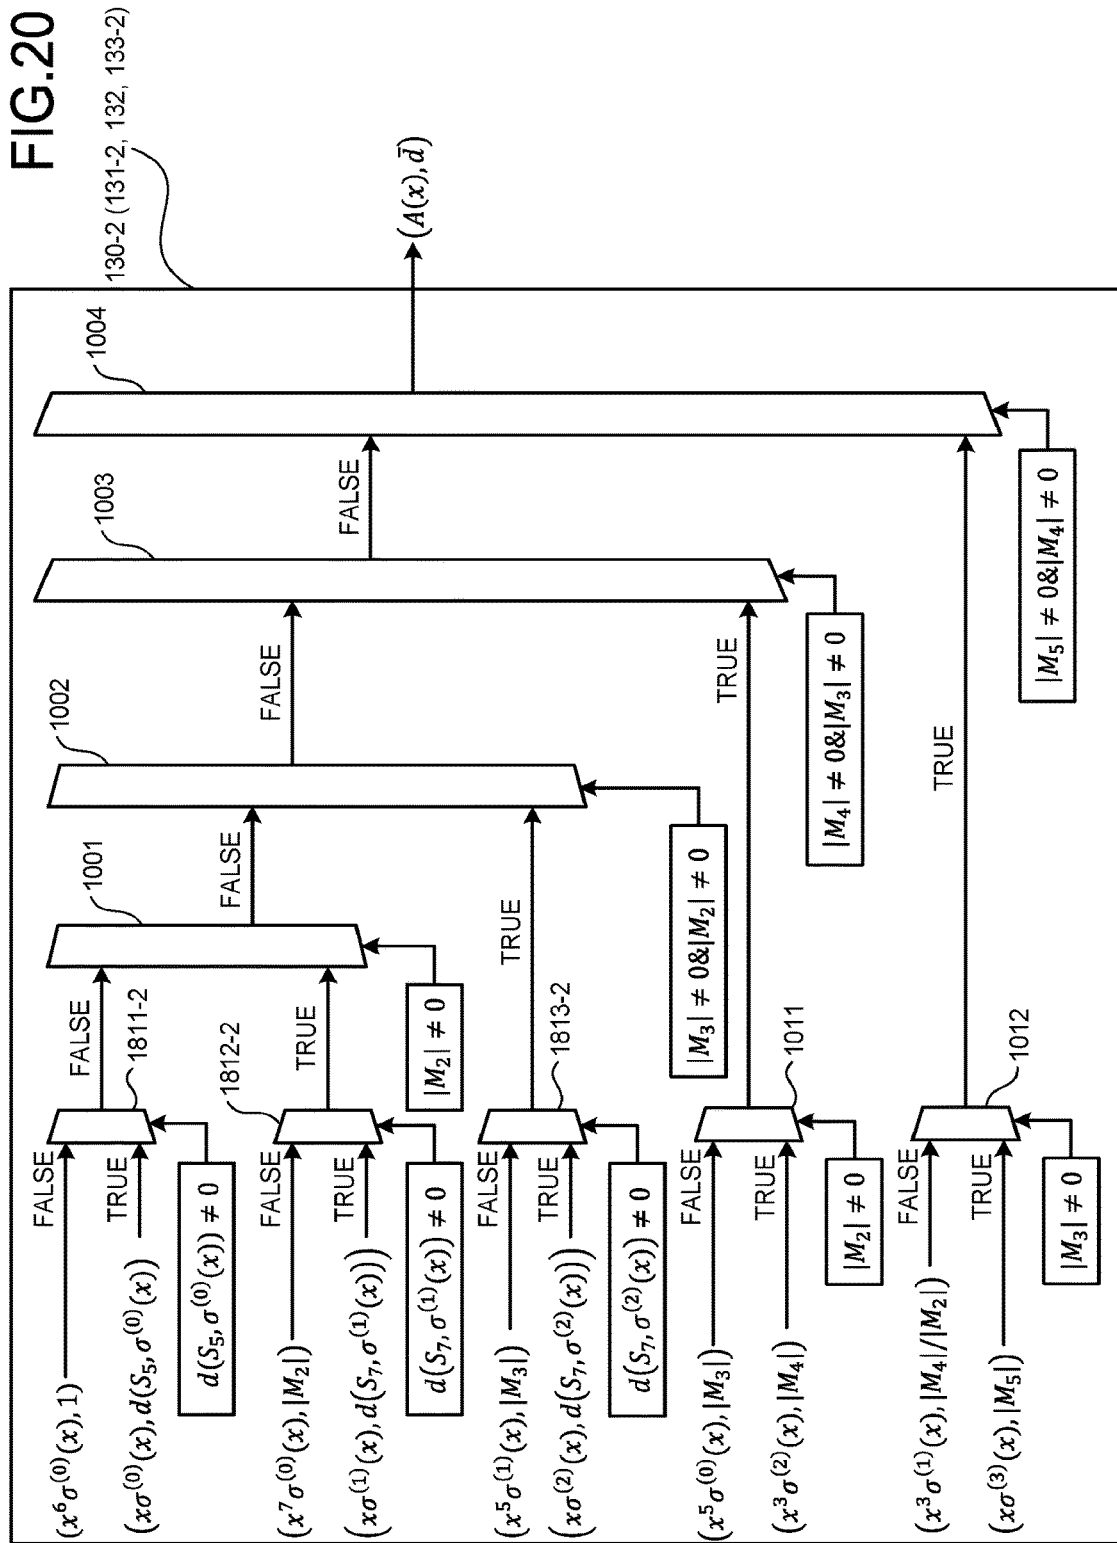 FIG.20
130-2 (131-2, 132, 133-2)
1004
1003
1002
1001
1811-2
1812-2
1813-2
1011
1012
(A(x), d̅)
(x⁶σ⁽⁰⁾(x), 1)
FALSE
(xσ⁽⁰⁾(x), d(S₅, σ⁽⁰⁾(x)))
TRUE
d(S₅, σ⁽⁰⁾(x)) ≠ 0
FALSE
(x⁷σ⁽⁰⁾(x), |M₂|)
FALSE
(xσ⁽¹⁾(x), d(S₇, σ⁽¹⁾(x)))
TRUE
d(S₇, σ⁽¹⁾(x)) ≠ 0
TRUE
|M₂| ≠ 0
FALSE
(x⁵σ⁽¹⁾(x), |M₃|)
FALSE
(xσ⁽²⁾(x), d(S₇, σ⁽²⁾(x)))
TRUE
d(S₇, σ⁽²⁾(x)) ≠ 0
TRUE
|M₃| ≠ 0&|M₂| ≠ 0
FALSE
(x⁵σ⁽⁰⁾(x), |M₃|)
FALSE
(x³σ⁽²⁾(x), |M₄|)
TRUE
|M₂| ≠ 0
TRUE
|M₄| ≠ 0&|M₃| ≠ 0
FALSE
(x³σ⁽¹⁾(x), |M₄|/|M₂|)
FALSE
(xσ⁽³⁾(x), |M₅|)
TRUE
|M₃| ≠ 0
TRUE
|M₅| ≠ 0&|M₄| ≠ 0